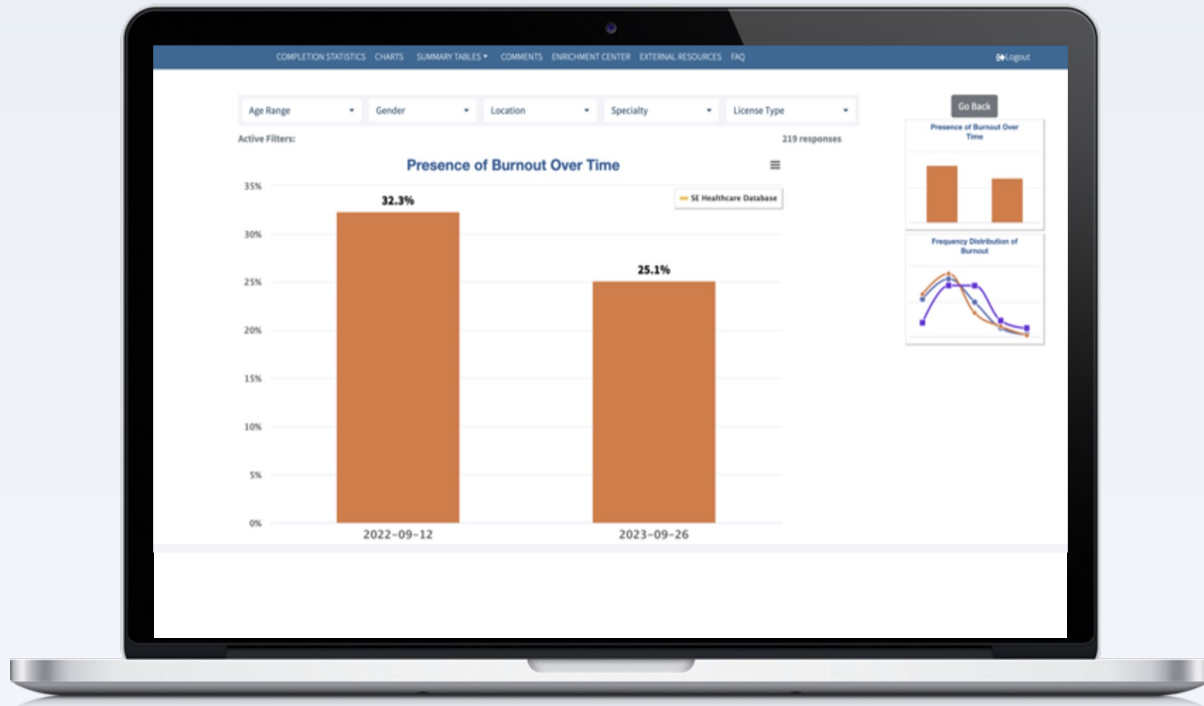 COMPLETION STATISTICS CHARTS SUMMARY TABLES COMMENTS ENRICHMENT CENTER EXTERNAL RESOURCES FAQ Logout
Age Range Gender Location Specialty License Type
Go Back
Active Filters: 219 responses
Presence of Burnout Over Time
SE Healthcare Database
35%
30%
25%
20%
15%
10%
5%
0%
32.3%
25.1%
2022-09-12 2023-09-26
Presence of Burnout Over
Time
Frequency Distribution of
Burnout